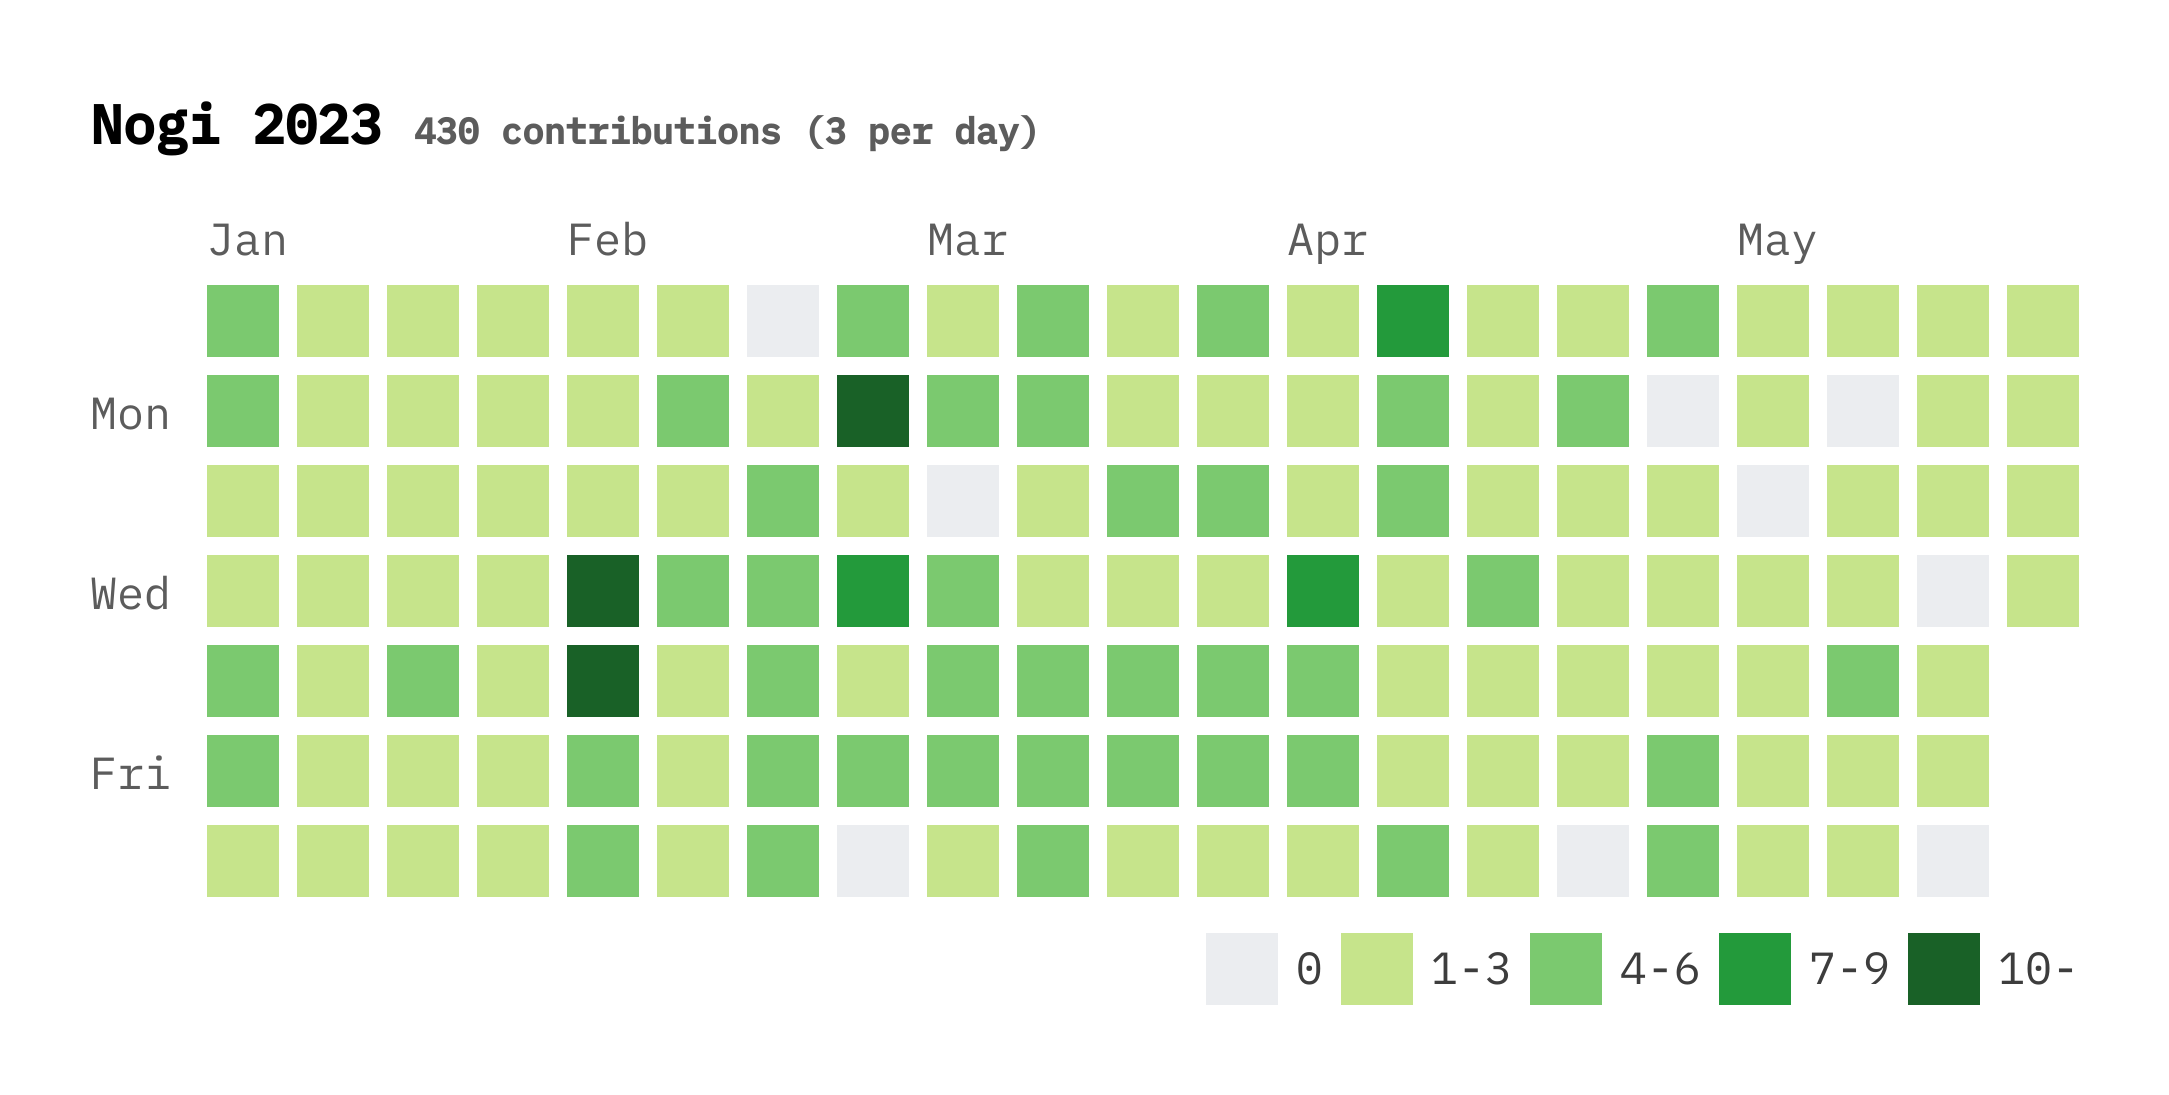 Nogi 2023 430 contributions (3 per day)
Jan Feb Mar Apr May
Mon
Wed
Fri
0 1-3 4-6 7-9 10-